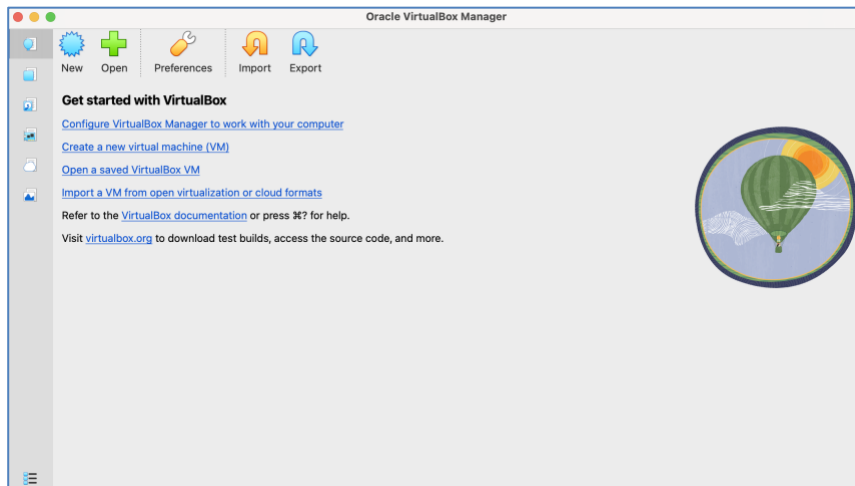 Oracle VirtualBox Manager
New Open Preferences Import Export
Get started with VirtualBox
Configure VirtualBox Manager to work with your computer
Create a new virtual machine (VM)
Open a saved VirtualBox VM
Import a VM from open virtualization or cloud formats
Refer to the VirtualBox documentation or press ⌘? for help.
Visit virtualbox.org to download test builds, access the source code, and more.